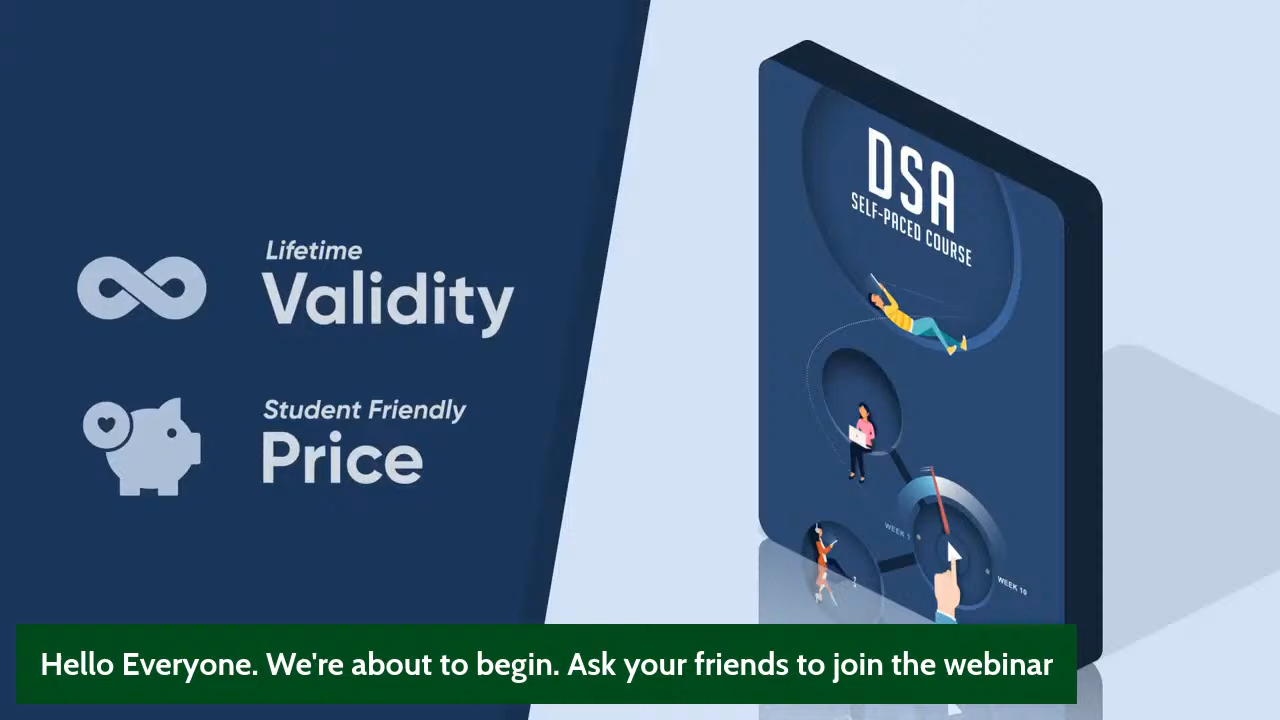 Lifetime
Validity
Student Friendly
Price
DSA
SELF-PACED COURSE
WEEK 1
WEEK 10
Hello Everyone. We're about to begin. Ask your friends to join the webinar